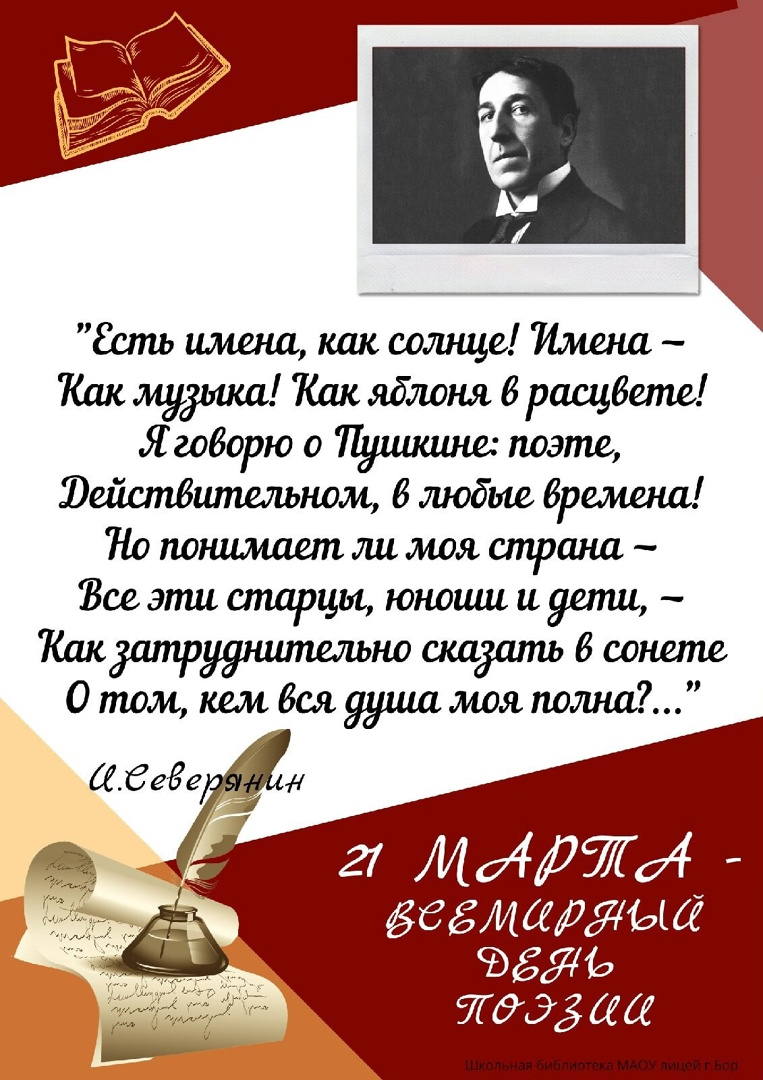 "Есть имена, как солнце! Имена –
Как музыка! Как яблоня в расцвете!
Я говорю о Пушкине: поэте,
Действительном, в любые времена!
Но понимает ли моя страна –
Все эти старцы, юноши и дети, –
Как затруднительно сказать в сонете
О том, кем вся душа моя полна?..."
И.Северянин
21 МАРТА -
ВСЕМИРНЫЙ
ДЕНЬ
ПОЭЗИИ
Школьная библиотека МАОУ лицей г.Бор